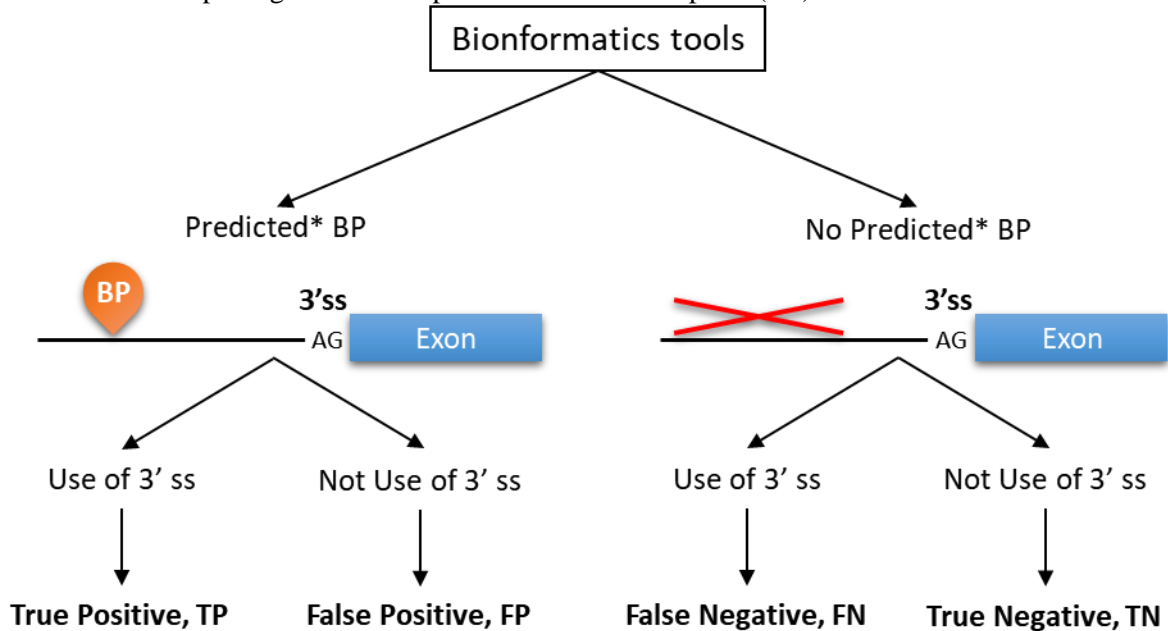 Bionformatics tools
Predicted* BP
No Predicted* BP
BP
3'ss
3'ss
AG
Exon
AG
Exon
Use of 3' ss
Not Use of 3' ss
Use of 3' ss
Not Use of 3' ss
True Positive, TP
False Positive, FP
False Negative, FN
True Negative, TN